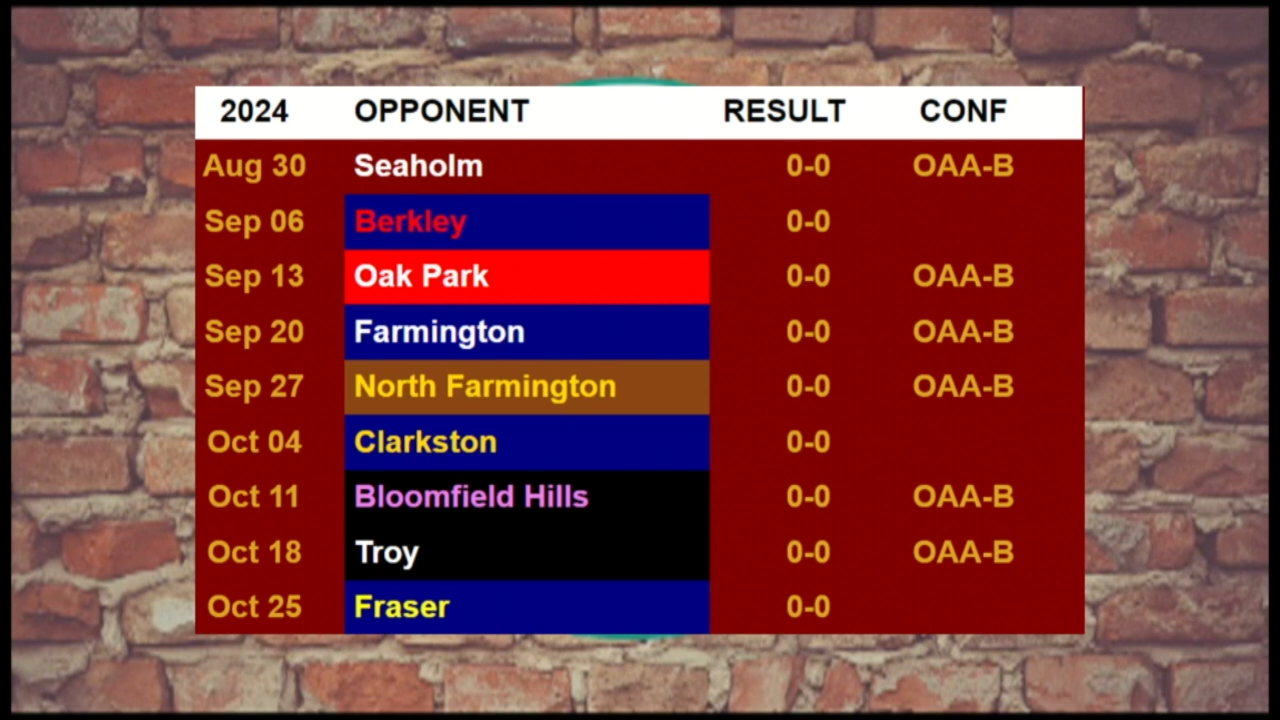 2024 OPPONENT RESULT CONF
Aug 30 Seaholm 0-0 OAA-B
Sep 06 Berkley 0-0
Sep 13 Oak Park 0-0 OAA-B
Sep 20 Farmington 0-0 OAA-B
Sep 27 North Farmington 0-0 OAA-B
Oct 04 Clarkston 0-0
Oct 11 Bloomfield Hills 0-0 OAA-B
Oct 18 Troy 0-0 OAA-B
Oct 25 Fraser 0-0